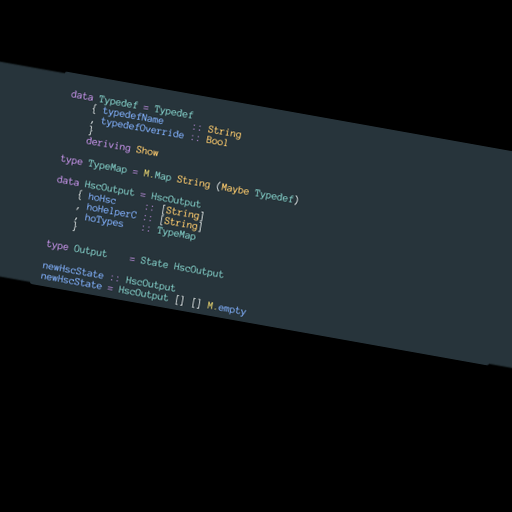 data Typedef = Typedef
    { typedefName     :: String
    , typedefOverride :: Bool
    }
    deriving Show

type TypeMap = M.Map String (Maybe Typedef)

data HscOutput = HscOutput
    { hoHsc     :: [String]
    , hoHelperC :: [String]
    , hoTypes   :: TypeMap
    }

type Output    = State HscOutput

newHscState :: HscOutput
newHscState = HscOutput [] [] M.empty